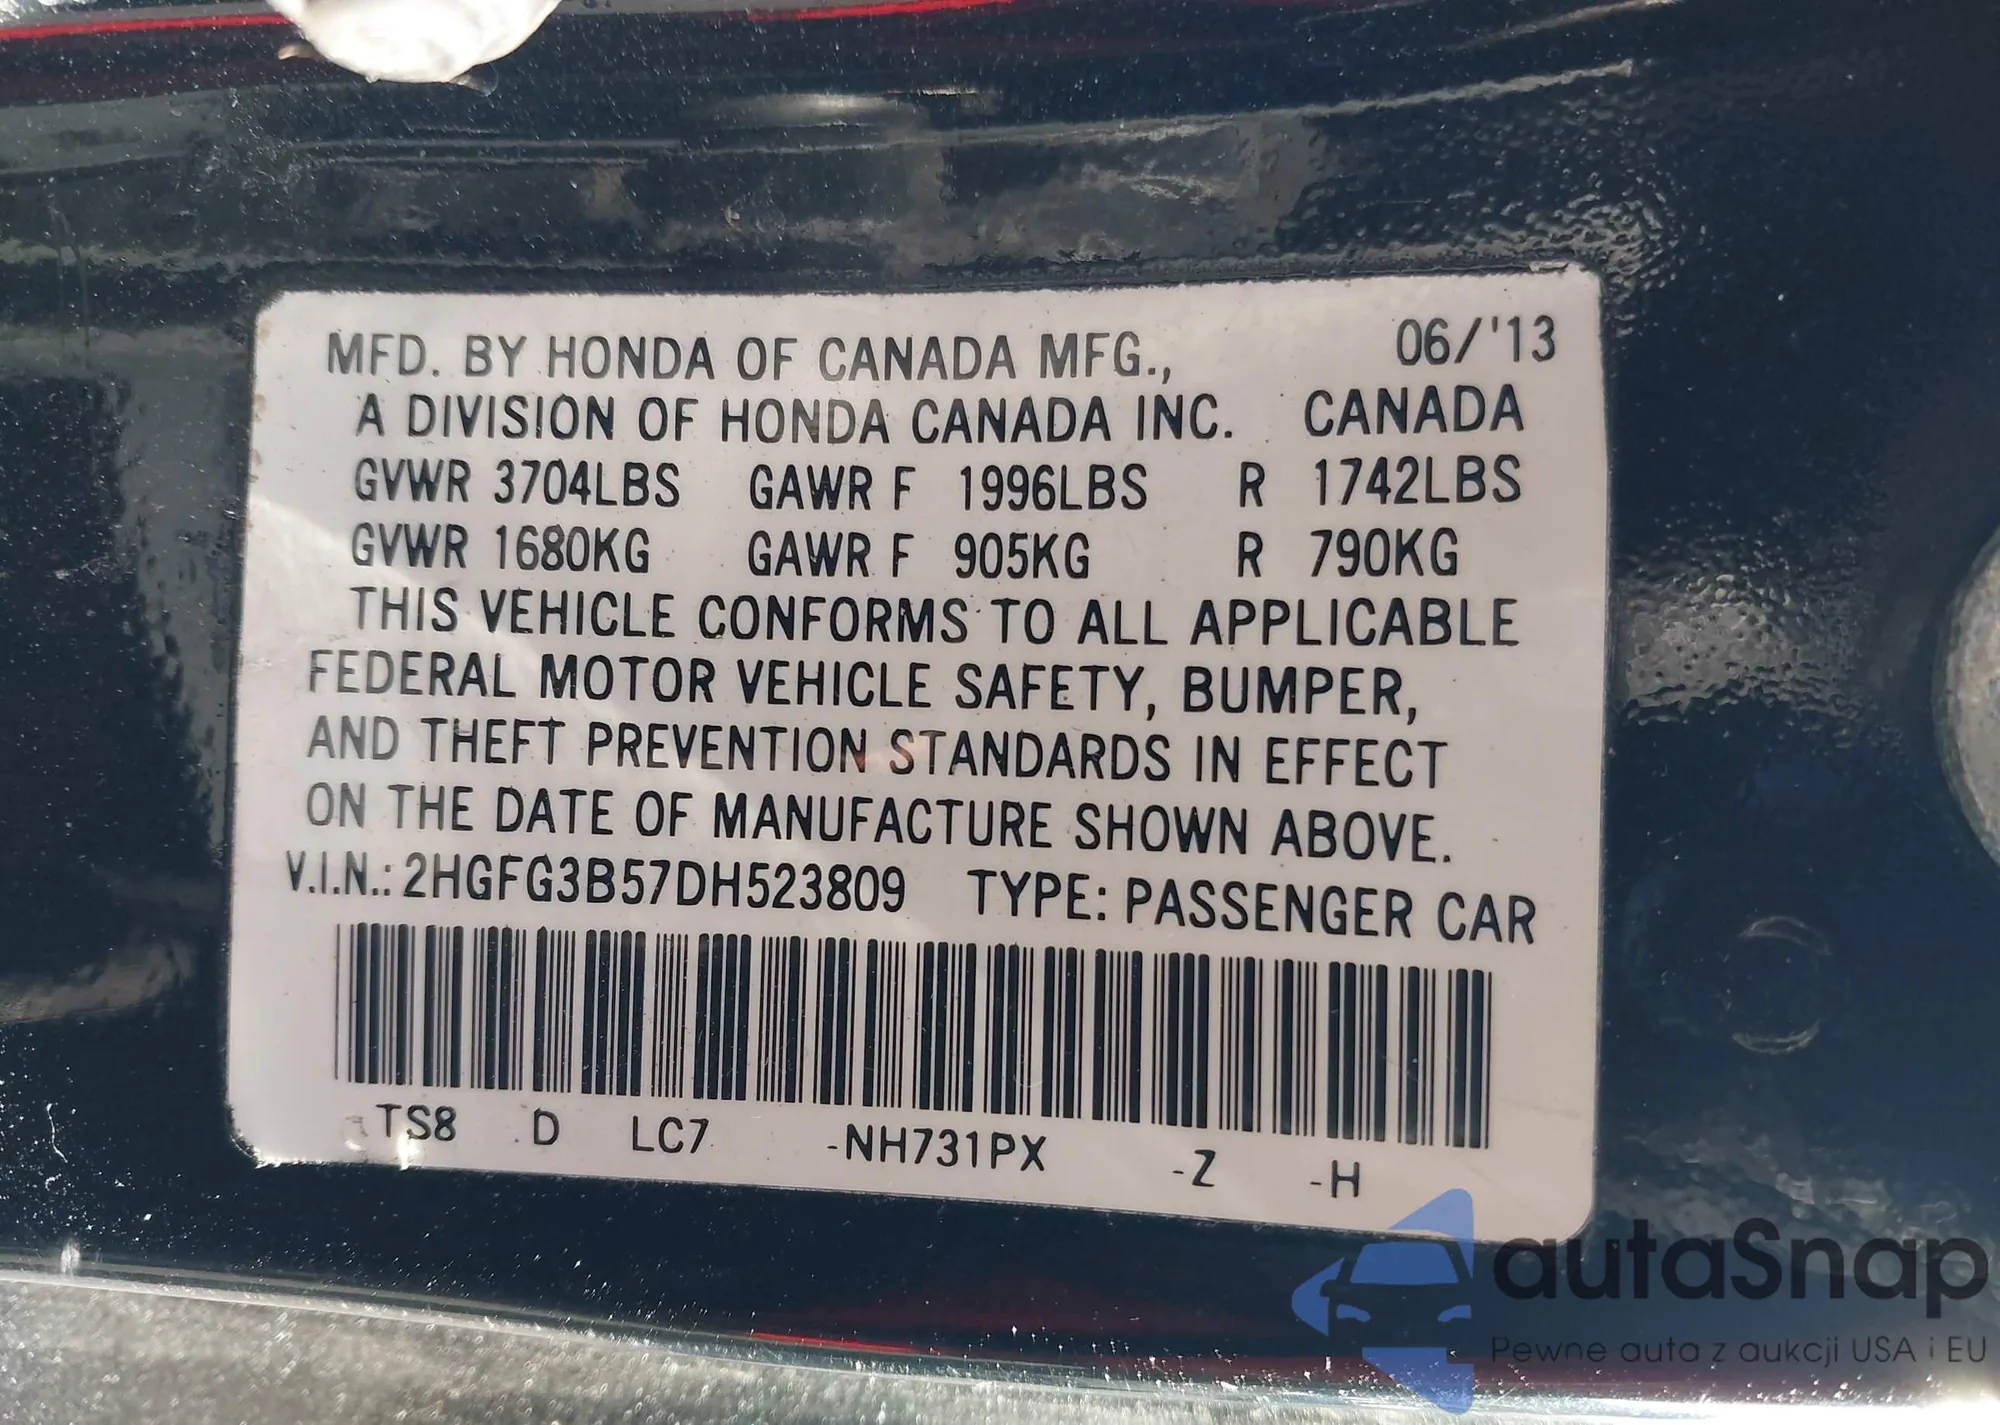 MFD. BY HONDA OF CANADA MFG., 06/'13
A DIVISION OF HONDA CANADA INC. CANADA
GVWR 3704LBS GAWR F 1996LBS R 1742LBS
GVWR 1680KG GAWR F 905KG R 790KG
THIS VEHICLE CONFORMS TO ALL APPLICABLE
FEDERAL MOTOR VEHICLE SAFETY, BUMPER,
AND THEFT PREVENTION STANDARDS IN EFFECT
ON THE DATE OF MANUFACTURE SHOWN ABOVE.
V.I.N.: 2HGFG3B57DH523809 TYPE: PASSENGER CAR
TS8 D LC7 -NH731PX -Z -H
autaSnap
Pewne auta z aukcji USA i EU